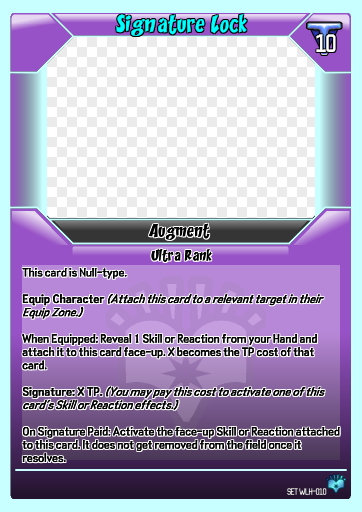 Signature Lock
10
Augment
Ultra Rank
This card is Null-type.
Equip Character (Attach this card to a relevant target in their
Equip Zone.)
When Equipped: Reveal 1 Skill or Reaction from your Hand and
attach it to this card face-up. X becomes the TP cost of that
card.
Signature: X TP. (You may pay this cost to activate one of this
card's Skill or Reaction effects.)
On Signature Paid: Activate the face-up Skill or Reaction attached
to this card. It does not get removed from the field once it
resolves.
SET WLH-010